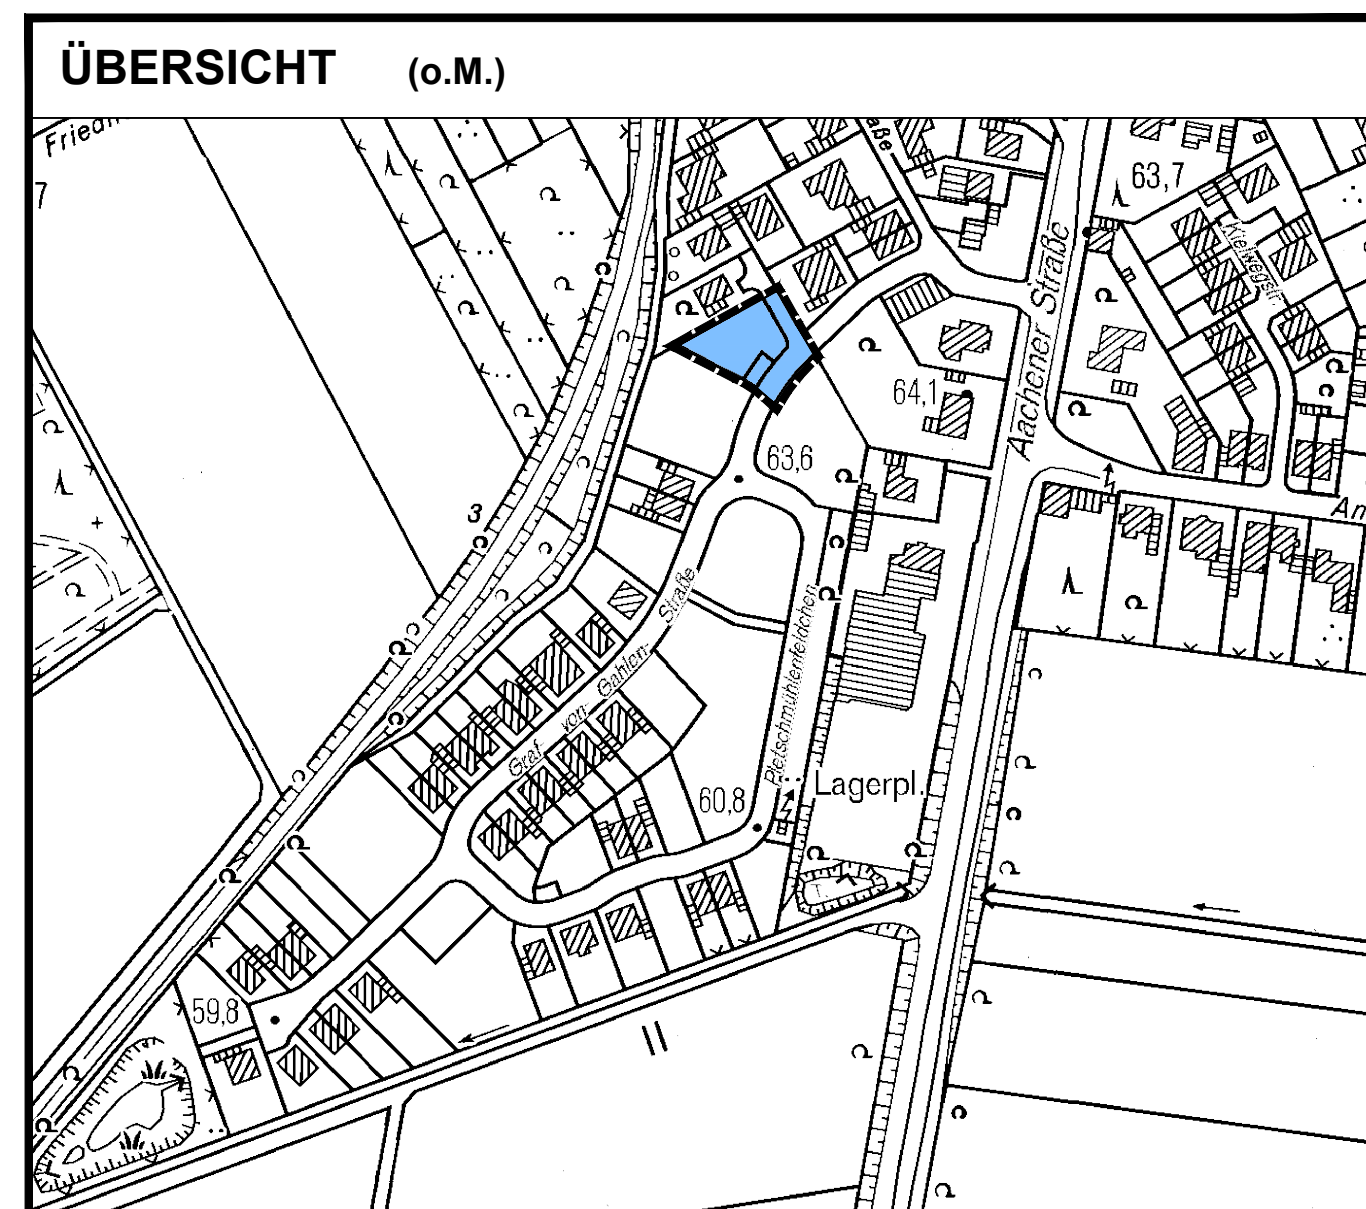 ÜBERSICHT (o.M.)
63,7
Kielwegstr.
Aachener Straße
64,1
63,6
3
Graf- von- Gahlen- Straße
Pletschmühlenfeldchen
Lagerpl.
60,8
59,8